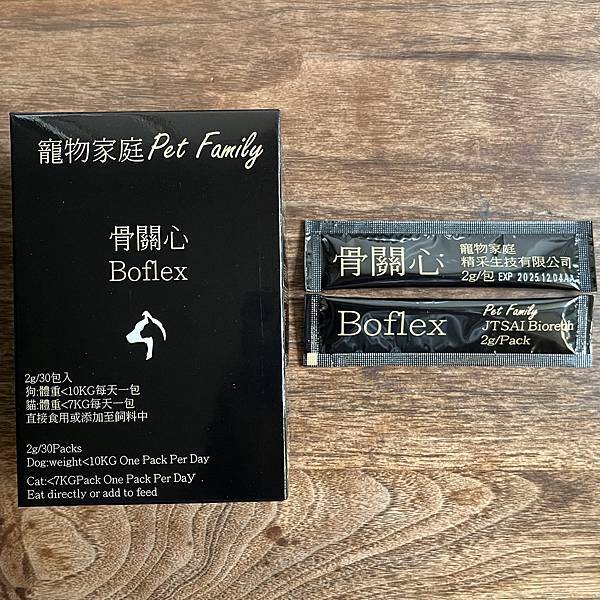 寵物家庭 Pet Family
骨關心
Boflex
2g/30包入
狗:體重<10KG每天一包
貓:體重<7KG每天一包
直接食用或添加至飼料中
2g/30Packs
Dog:weight<10KG One Pack Per Day
Cat:<7KGPack One Pack Per Day
Eat directly or add to feed
骨關心
寵物家庭
精采生技有限公司
2g/包 EXP 2025.12.04
Boflex
Pet Family
JTSAI Biotech
2g/Pack